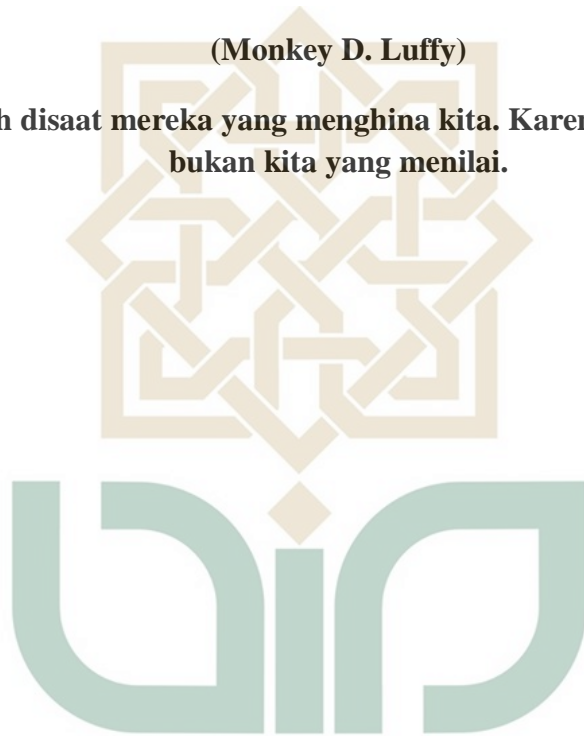 (Monkey D. Luffy)
disaat mereka yang menghina kita.
bukan kita yang menilai.